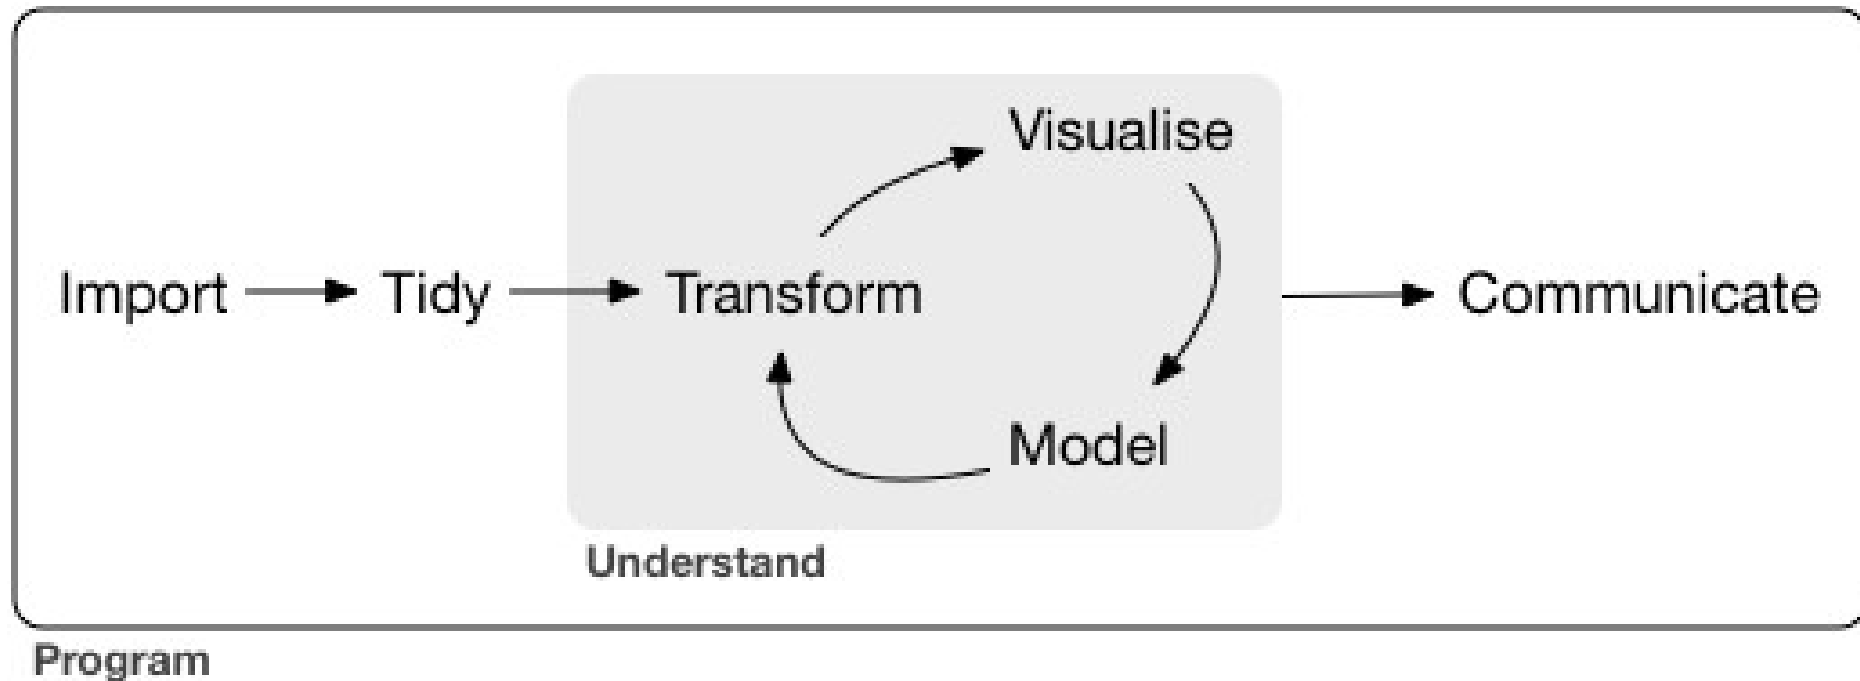 Visualise
Import Tidy Transform Communicate
Model
Understand
Program